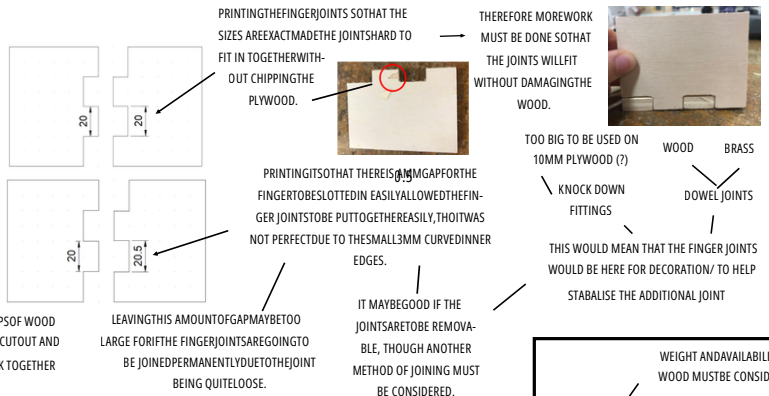 PRINTINGTHEFINGERJOINTS SOTHAT THE
SIZES AREEXACTMADETHE JOINTSHARD TO
FIT IN TOGETHERWITH-
OUT CHIPPINGTHE
PLYWOOD.
THEREFORE MOREWORK
MUST BE DONE SOTHAT
THE JOINTS WILLFIT
WITHOUT DAMAGINGTHE
WOOD.
20
20
TOO BIG TO BE USED ON
10MM PLYWOOD (?)
WOOD
BRASS
KNOCK DOWN
FITTINGS
DOWEL JOINTS
PRINTINGITSOTHAT THEREIS AMMGAPFORTHE
0.5
FINGERTOBESLOTTEDIN EASILYALLOWEDTHEFIN-
GER JOINTSTOBE PUTTOGETHEREASILY,THOITWAS
NOT PERFECTDUE TO THESMALL3MM CURVEDINNER
EDGES.
20
20.5
THIS WOULD MEAN THAT THE FINGER JOINTS
WOULD BE HERE FOR DECORATION/ TO HELP
STABALISE THE ADDITIONAL JOINT
PSOF WOOD
CUTOUT AND
K TOGETHER
LEAVINGTHIS AMOUNTOFGAPMAYBETOO
LARGE FORIFTHE FINGERJOINTSAREGOINGTO
BE JOINEDPERMANENTLYDUETOTHEJOINT
BEING QUITELOOSE.
IT MAYBEGOOD IF THE
JOINTSARETOBE REMOVA-
BLE, THOUGH ANOTHER
METHOD OF JOINING MUST
BE CONSIDERED.
WEIGHT ANDAVAILABILI
WOOD MUSTBE CONSID